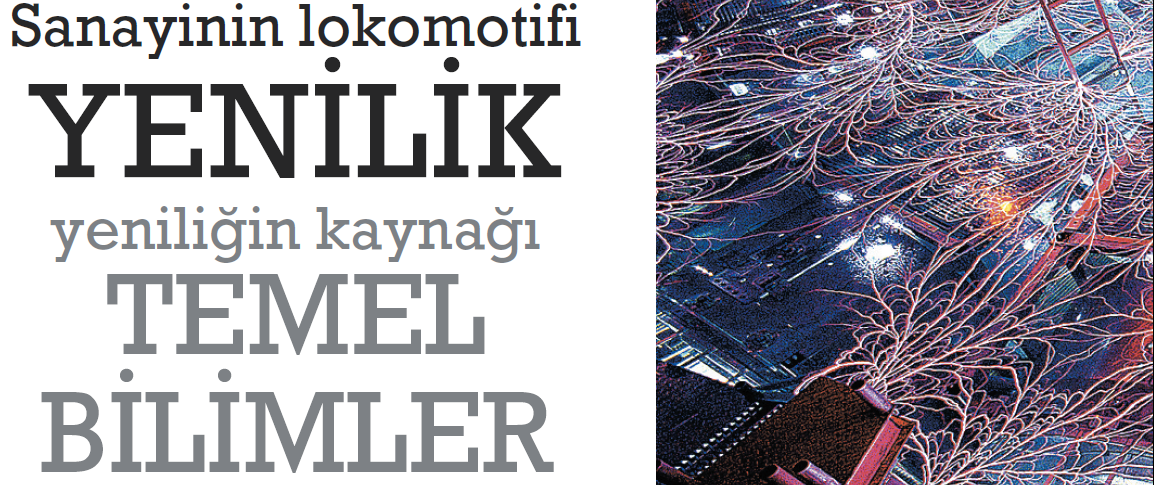 Sanayinin lokomotifi
YENİLİK
yeniliğin kaynağı
TEMEL
BİLİMLER